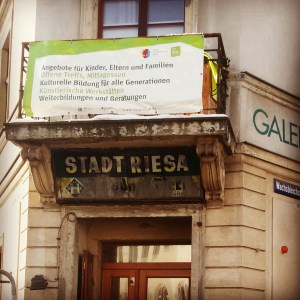 Angebote für Kinder, Eltern und Familien
Offene Treffs, Mittagessen
Kulturelle Bildung für alle Generationen
Künstlerische Werkstätten
Weiterbildungen und Beratungen
STADT RIESA
GALE